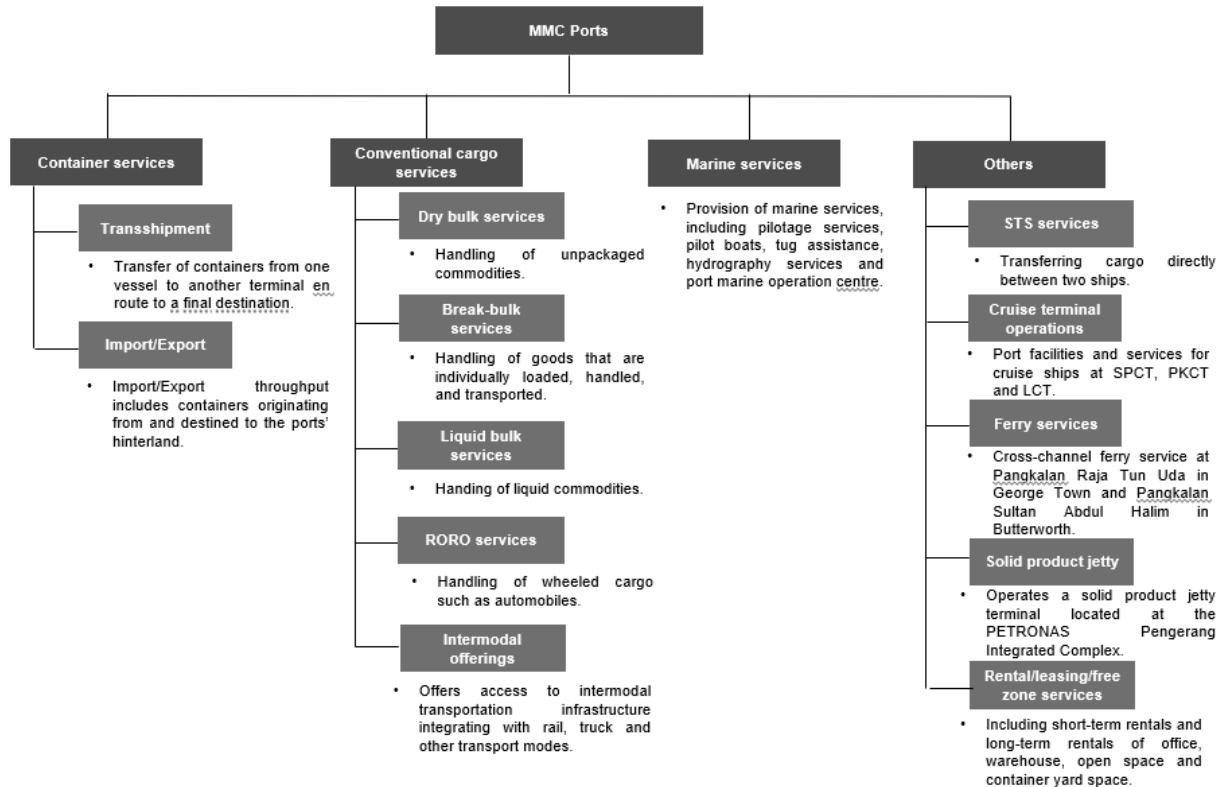 MMC Ports
Container services
Transshipment
• Transfer of containers from one
vessel to another terminal en
route to a final destination.
Import/Export
• Import/Export throughput
includes containers originating
from and destined to the ports'
hinterland.
Conventional cargo
services
Dry bulk services
• Handling of unpackaged
commodities.
Break-bulk
services
• Handling of goods that are
individually loaded, handled,
and transported.
Liquid bulk
services
• Handing of liquid commodities.
RORO services
• Handling of wheeled cargo
such as automobiles.
Intermodal
offerings
• Offers access to intermodal
transportation infrastructure
integrating with rail, truck and
other transport modes.
Marine services
• Provision of marine services,
including pilotage services,
pilot boats, tug assistance,
hydrography services and
port marine operation centre.
Others
STS services
• Transferring cargo directly
between two ships.
Cruise terminal
operations
• Port facilities and services for
cruise ships at SPCT, PKCT
and LCT.
Ferry services
• Cross-channel ferry service at
Pangkalan Raja Tun Uda in
George Town and Pangkalan
Sultan Abdul Halim in
Butterworth.
Solid product jetty
• Operates a solid product jetty
terminal located at the
PETRONAS Pengerang
Integrated Complex.
Rental/leasing/free
zone services
• Including short-term rentals and
long-term rentals of office,
warehouse, open space and
container yard space.